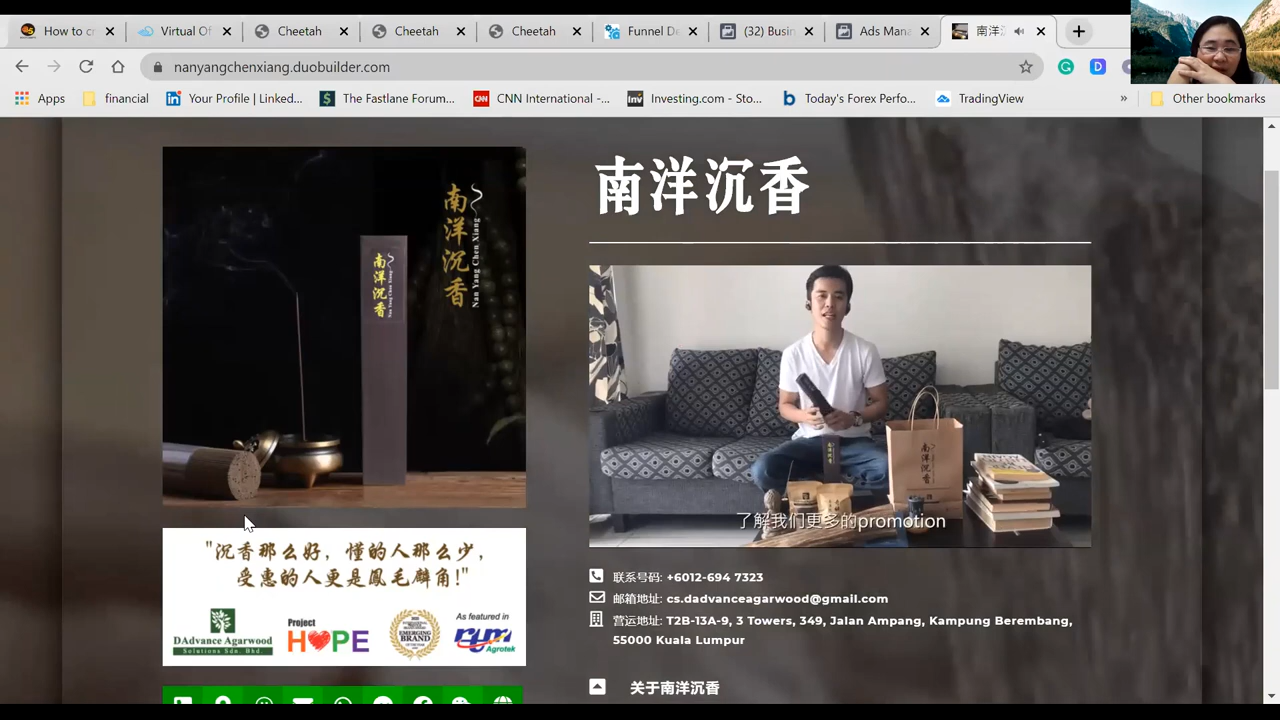 How to cr
Virtual Of
Cheetah
Cheetah
Cheetah
Funnel De
(32) Busin
Ads Mana
南洋沉
nanyangchenxiang.duobuilder.com
Apps
financial
Your Profile | Linked...
The Fastlane Forum...
CNN International -...
Investing.com - Sto...
Today's Forex Perfo...
TradingView
Other bookmarks
南洋沉香
Nan Yang Chen Xiang
南洋沉香
南洋沉香
了解我们更多的promotion
南洋沉香
"沉香那么好，懂的人那么少，
受惠的人更是鳳毛麟角!"
DAdvance Agarwood
Solutions Sdn. Bhd.
Project
HOPE
EMERGING
BRAND
As featured in
Agrotek
联系号码: +6012-694 7323
邮箱地址: cs.dadvanceagarwood@gmail.com
营运地址: T2B-13A-9, 3 Towers, 349, Jalan Ampang, Kampung Berembang,
55000 Kuala Lumpur
关于南洋沉香